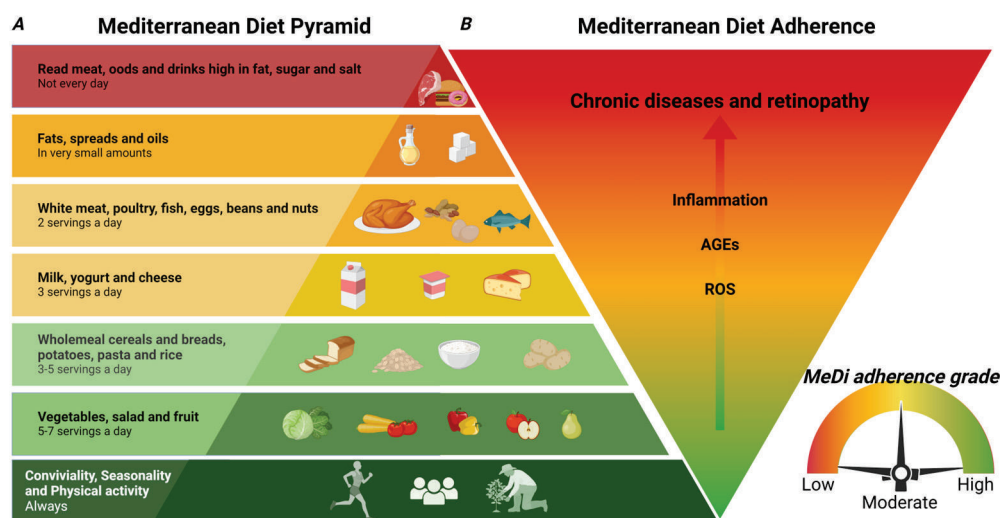 A
Mediterranean Diet Pyramid
Read meat, oods and drinks high in fat, sugar and salt
Not every day
Fats, spreads and oils
In very small amounts
White meat, poultry, fish, eggs, beans and nuts
2 servings a day
Milk, yogurt and cheese
3 servings a day
Wholemeal cereals and breads,
potatoes, pasta and rice
3-5 servings a day
Vegetables, salad and fruit
5-7 servings a day
Conviviality, Seasonality
and Physical activity
Always
B
Mediterranean Diet Adherence
Chronic diseases and retinopathy
Inflammation
AGEs
ROS
MeDi adherence grade
Low
Moderate
High